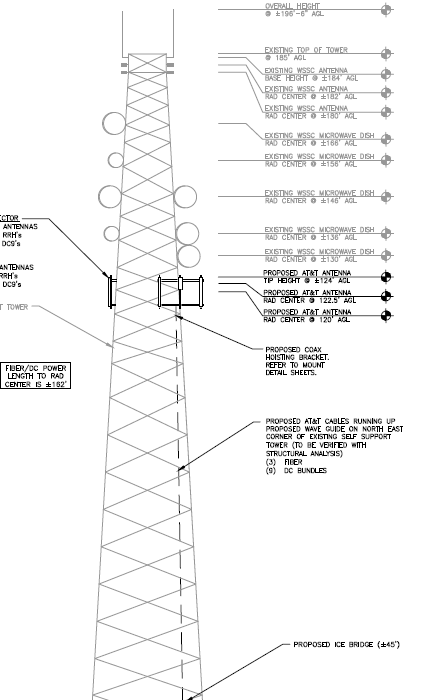 OVERALL HEIGHT
@ ±196'-6" AGL
EXISTING TOP OF TOWER
@ 185' AGL
EXISTING WSSC ANTENNA
BASE HEIGHT @ ±184' AGL
EXISTING WSSC ANTENNA
RAD CENTER @ ±182' AGL
EXISTING WSSC ANTENNA
RAD CENTER @ ±180' AGL
EXISTING WSSC MICROWAVE DISH
RAD CENTER @ ±166' AGL
EXISTING WSSC MICROWAVE DISH
RAD CENTER @ ±156' AGL
EXISTING WSSC MICROWAVE DISH
RAD CENTER @ ±146' AGL
EXISTING WSSC MICROWAVE DISH
RAD CENTER @ ±136' AGL
EXISTING WSSC MICROWAVE DISH
RAD CENTER @ ±130' AGL
PROPOSED AT&T ANTENNA
TIP HEIGHT @ ±124' AGL
PROPOSED AT&T ANTENNA
RAD CENTER @ 122.5' AGL
PROPOSED AT&T ANTENNA
RAD CENTER @ 120' AGL
ECTOR
ANTENNAS
RRH's
DC9's
ANTENNAS
RRH's
DC9's
T TOWER
FIBER/DC POWER
LENGTH TO RAD
CENTER IS ±162'
PROPOSED COAX
HOISTING BRACKET.
REFER TO MOUNT
DETAIL SHEETS.
PROPOSED AT&T CABLES RUNNING UP
PROPOSED WAVE GUIDE ON NORTH EAST
CORNER OF EXISTING SELF SUPPORT
TOWER (TO BE VERIFIED WITH
STRUCTURAL ANALYSIS)
(3) FIBER
(9) DC BUNDLES
PROPOSED ICE BRIDGE (±45')